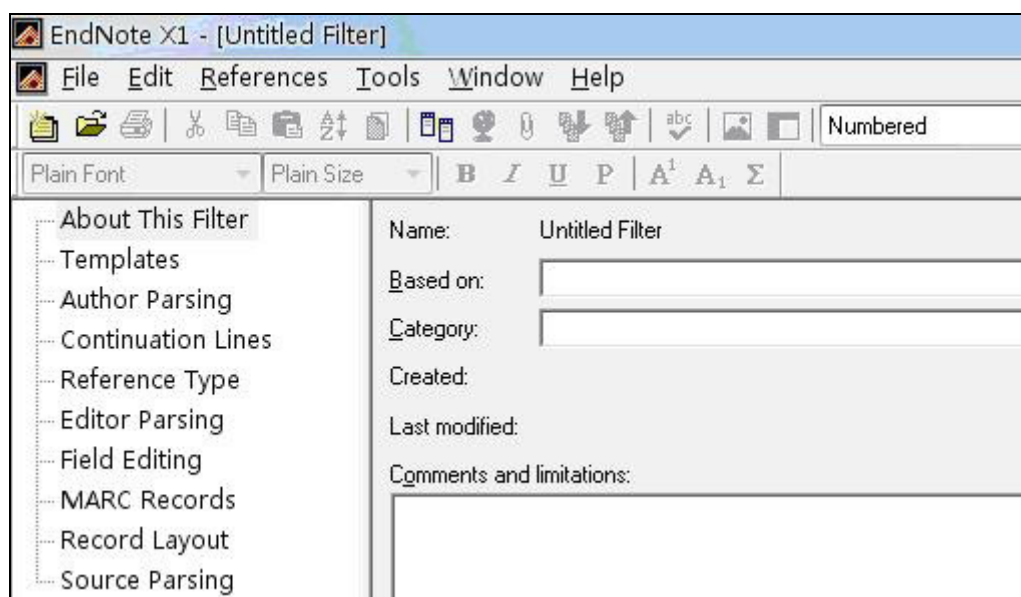 EndNote X1 - [Untitled Filter]
File Edit References Tools Window Help
abc Numbered
Plain Font Plain Size B I U P A¹ A₁ Σ
About This Filter
Templates
Author Parsing
Continuation Lines
Reference Type
Editor Parsing
Field Editing
MARC Records
Record Layout
Source Parsing
Name: Untitled Filter
Based on:
Category:
Created:
Last modified:
Comments and limitations: